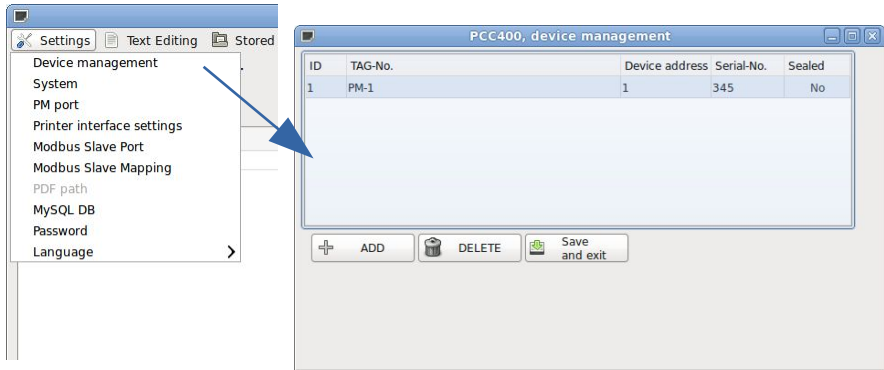 Settings Text Editing Stored
Device management
System
PM port
Printer interface settings
Modbus Slave Port
Modbus Slave Mapping
PDF path
MySQL DB
Password
Language
PCC400, device management
ID TAG-No. Device address Serial-No. Sealed
1 PM-1 1 345 No
ADD DELETE Save
and exit